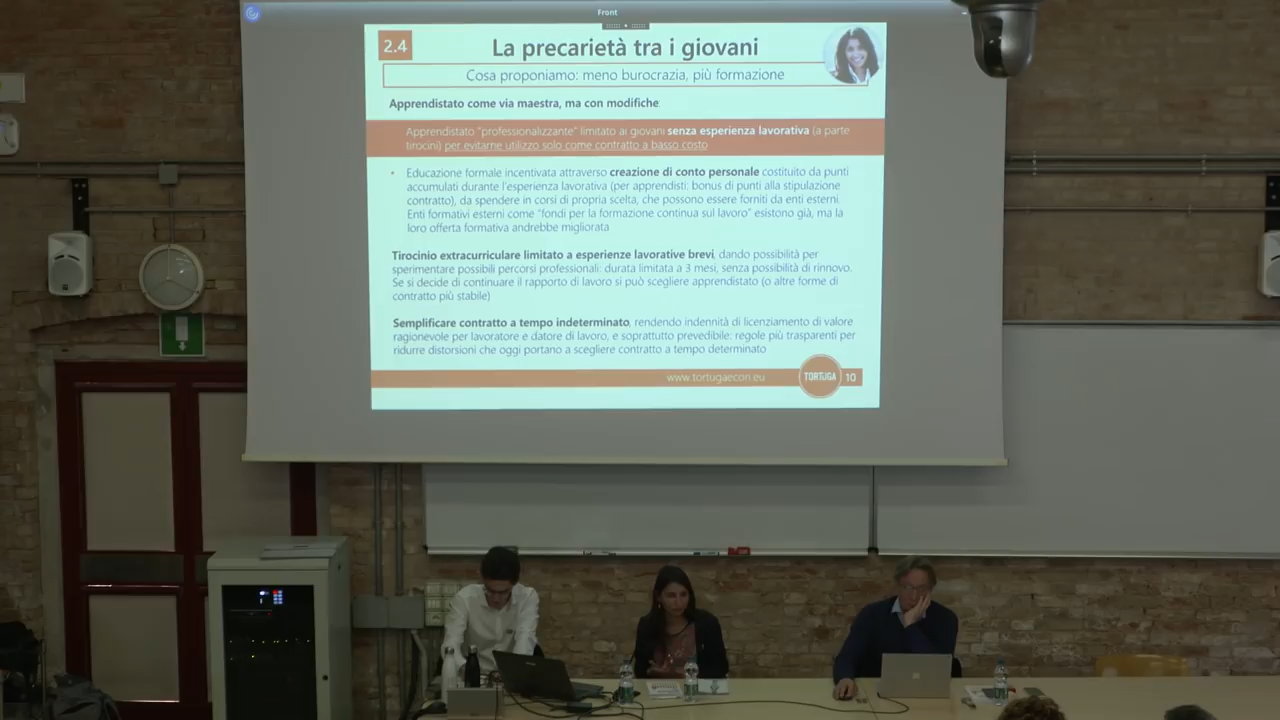 Front
2.4
La precarietà tra i giovani
Cosa proponiamo: meno burocrazia, più formazione
Apprendistato come via maestra, ma con modifiche:
Apprendistato "professionalizzante" limitato ai giovani senza esperienza lavorativa (a parte
tirocini) per evitarne utilizzo solo come contratto a basso costo
• Educazione formale incentivata attraverso creazione di conto personale costituito da punti
accumulati durante l'esperienza lavorativa (per apprendisti: bonus di punti alla stipulazione
contratto), da spendere in corsi di propria scelta, che possono essere forniti da enti esterni.
Enti formativi esterni come "fondi per la formazione continua sul lavoro" esistono già, ma la
loro offerta formativa andrebbe migliorata
Tirocinio extracurriculare limitato a esperienze lavorative brevi, dando possibilità per
sperimentare possibili percorsi professionali: durata limitata a 3 mesi, senza possibilità di rinnovo.
Se si decide di continuare il rapporto di lavoro si può scegliere apprendistato (o altre forme di
contratto più stabile)
Semplificare contratto a tempo indeterminato, rendendo indennità di licenziamento di valore
ragionevole per lavoratore e datore di lavoro, e soprattutto prevedibile; regole più trasparenti per
ridurre distorsioni che oggi portano a scegliere contratto a tempo determinato
www.tortugaecon.eu
TORTUGA
10